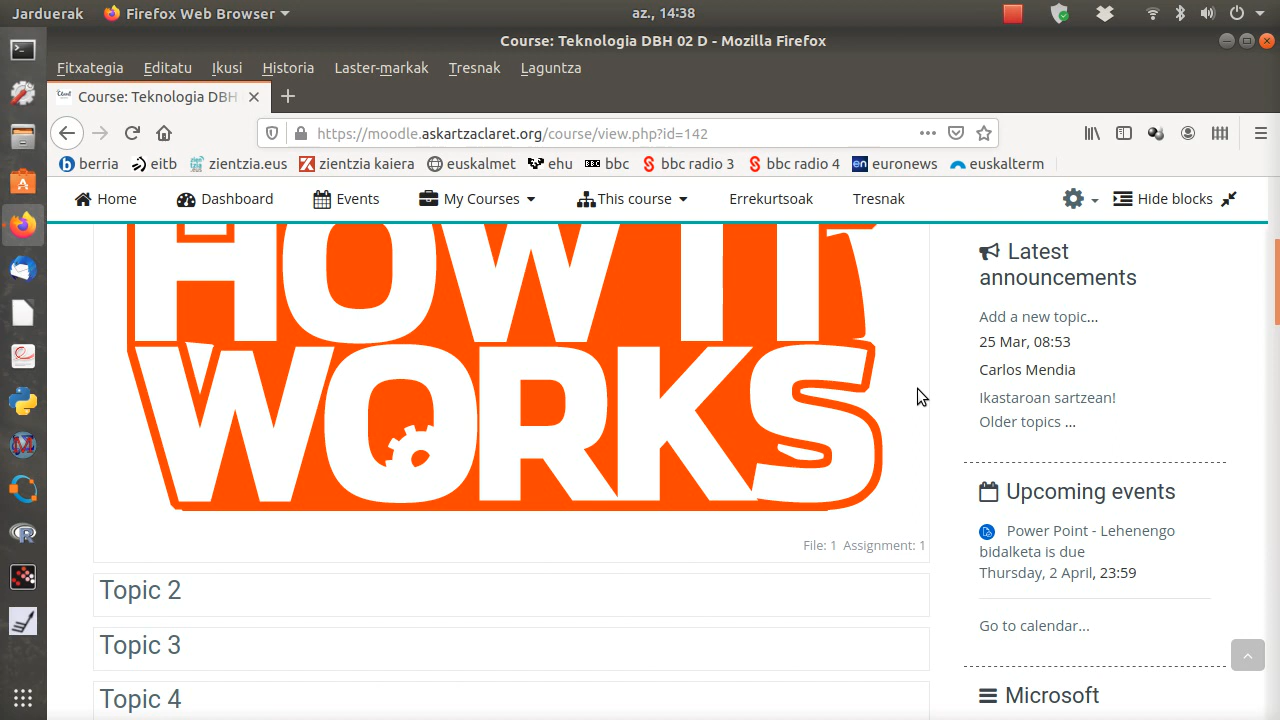 Jarduerak Firefox Web Browser az., 14:38
Course: Teknologia DBH 02 D - Mozilla Firefox
Fitxategia Editatu Ikusi Historia Laster-markak Tresnak Laguntza
Course: Teknologia DBH
https://moodle.askartzaclaret.org/course/view.php?id=142
berria eitb zientzia.eus zientzia kaiera euskalmet ehu bbc bbc radio 3 bbc radio 4 euronews euskalterm
Home Dashboard Events My Courses This course Errekurtsoak Tresnak Hide blocks
HOW IT
WORKS
File: 1 Assignment: 1
Topic 2
Topic 3
Topic 4
Latest
announcements
Add a new topic...
25 Mar, 08:53
Carlos Mendia
Ikastaroan sartzean!
Older topics ...
Upcoming events
Power Point - Lehenengo
bidalketa is due
Thursday, 2 April, 23:59
Go to calendar...
Microsoft